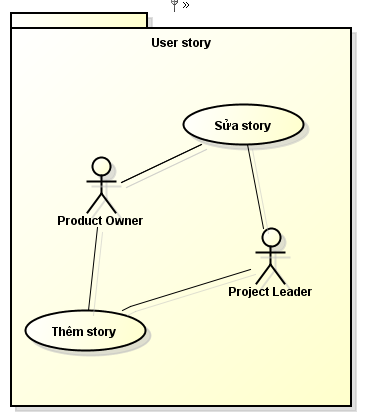 »
User story
Sửa story
Product Owner
Project Leader
Thêm story